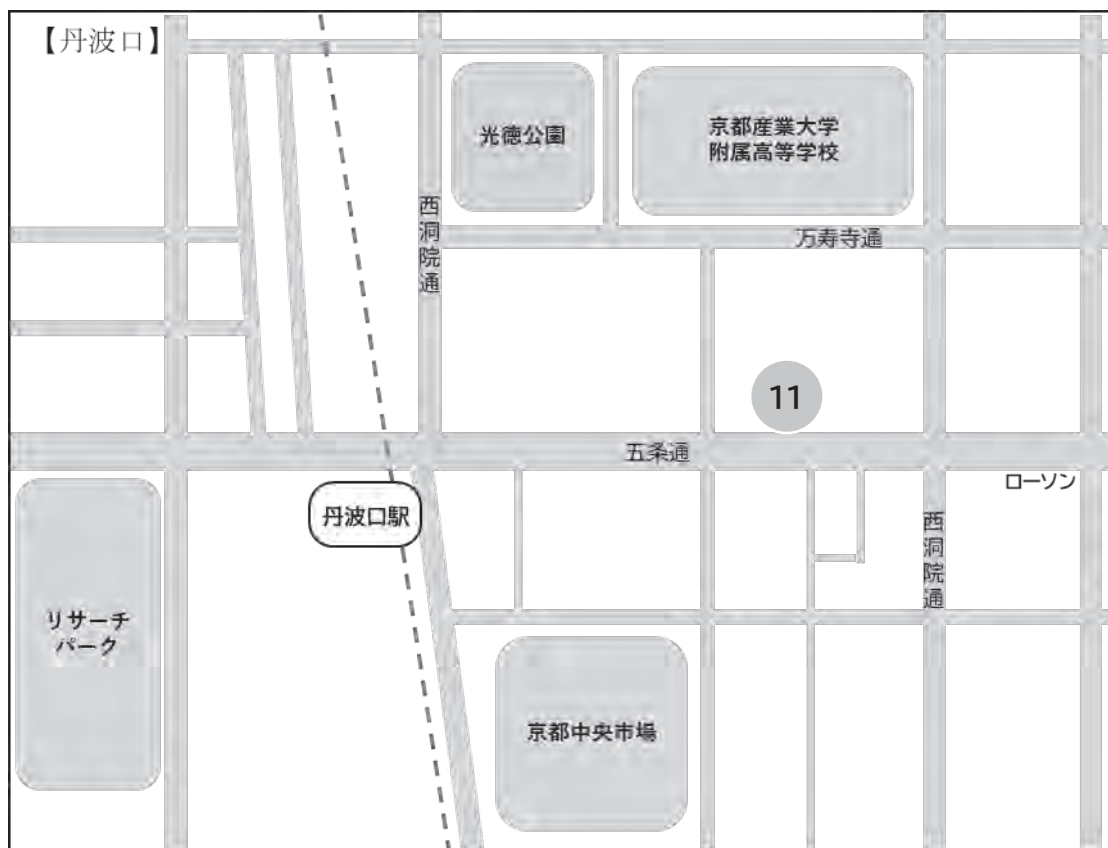 【丹波口】
光徳公園
京都産業大学
附属高等学校
西洞院通
万寿寺通
11
五条通
ローソン
丹波口駅
西洞院通
リサーチ
パーク
京都中央市場